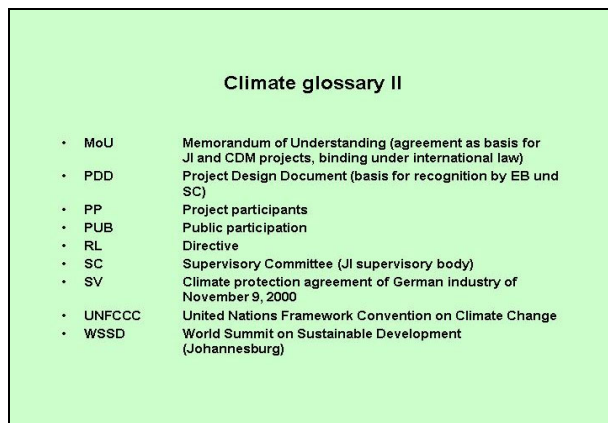 Climate glossary II
• MoU Memorandum of Understanding (agreement as basis for
JI and CDM projects, binding under international law)
• PDD Project Design Document (basis for recognition by EB und
SC)
• PP Project participants
• PUB Public participation
• RL Directive
• SC Supervisory Committee (JI supervisory body)
• SV Climate protection agreement of German industry of
November 9, 2000
• UNFCCC United Nations Framework Convention on Climate Change
• WSSD World Summit on Sustainable Development
(Johannesburg)